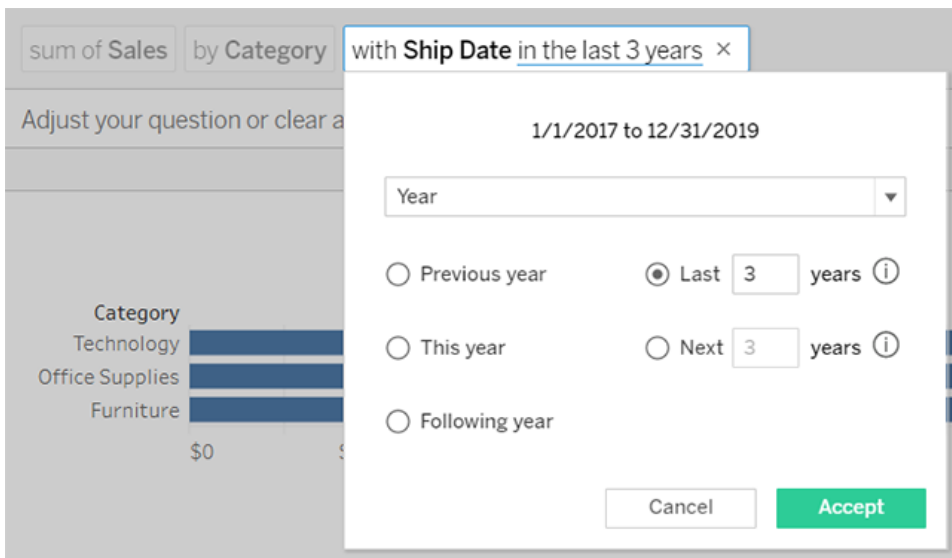 sum of Sales by Category with Ship Date in the last 3 years ×
Adjust your question or clear a
1/1/2017 to 12/31/2019
Year
Previous year
Last 3 years
This year
Next 3 years
Following year
Category
Technology
Office Supplies
Furniture
$0
Cancel Accept